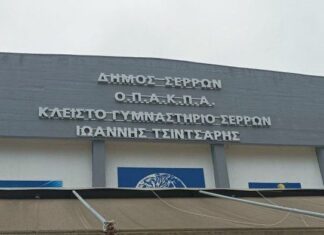 ΔΗΜΟΣ ΣΕΡΡΩΝ
Ο.Π.Α.Κ.Π.Α.
ΚΛΕΙΣΤΟ ΓΥΜΝΑΣΤΗΡΙΟ ΣΕΡΡΩΝ
ΙΩΑΝΝΗΣ ΤΣΙΝΤΣΑΡΗΣ